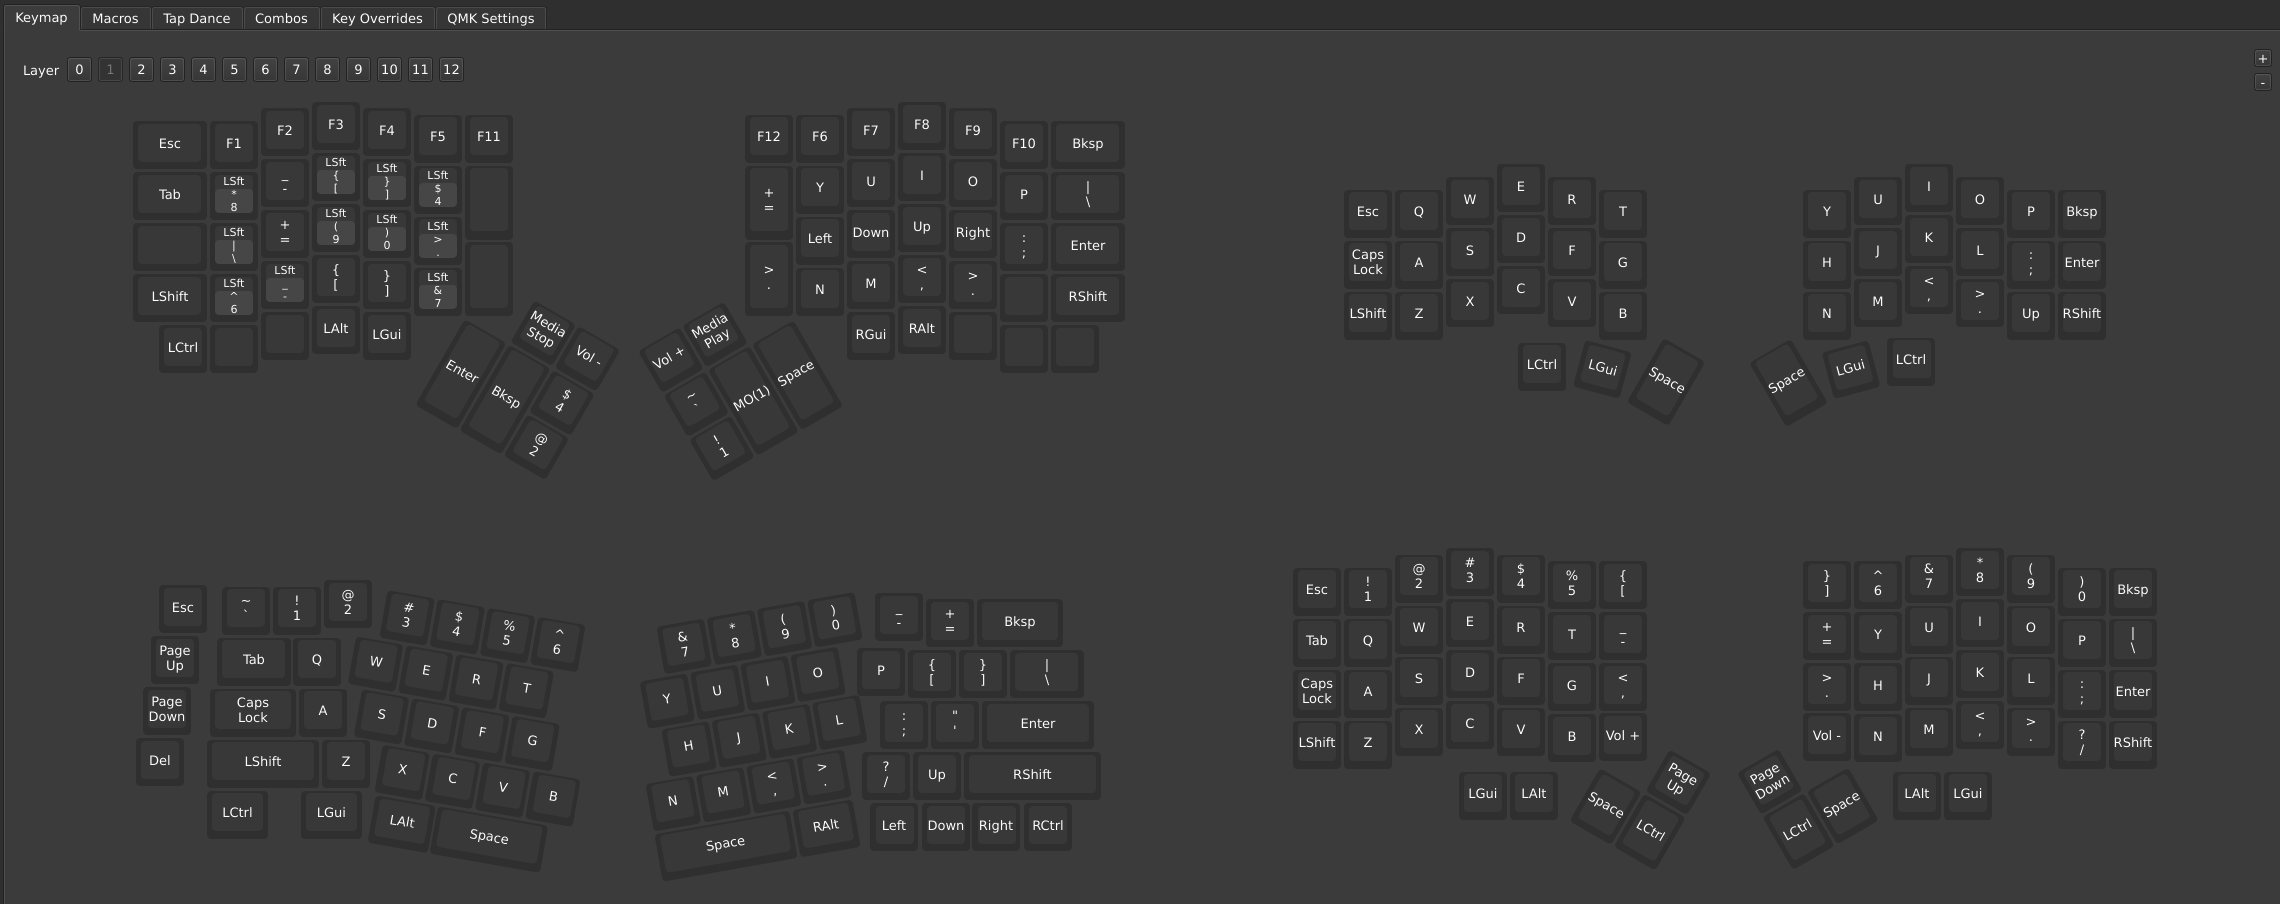 Keymap Macros Tap Dance Combos Key Overrides QMK Settings
Layer 0 1 2 3 4 5 6 7 8 9 10 11 12
+
-
Esc F1 F2 F3 F4 F5 F11
Tab LSft * 8 _ - LSft { [ LSft } ] LSft $ 4
LSft | \ + = LSft ( 9 LSft ) 0 LSft > .
LShift LSft ^ 6 LSft _ - { [ } ] LSft & 7
LCtrl LAlt LGui
Media Stop Vol -
Enter Bksp $ 4
@ 2
F12 F6 F7 F8 F9 F10 Bksp
+ = Y U I O P | \
Left Down Up Right : ; Enter
> . N M < , > . RShift
RGui RAlt
Vol + Media Play
~ ` MO(1) Space
! 1
Esc Q W E R T
Caps Lock A S D F G
LShift Z X C V B
LCtrl LGui Space
Y U I O P Bksp
H J K L : ; Enter
N M < , > . Up RShift
Space LGui LCtrl
Esc ~ ` ! 1 @ 2 # 3 $ 4 % 5 ^ 6
Page Up Tab Q W E R T
Page Down Caps Lock A S D F G
Del LShift Z X C V B
LCtrl LGui LAlt Space
& 7 * 8 ( 9 ) 0 _ - + = Bksp
Y U I O P { [ } ] | \
H J K L : ; " ' Enter
N M < , > . ? / Up RShift
Space RAlt Left Down Right RCtrl
Esc ! 1 @ 2 # 3 $ 4 % 5 { [
Tab Q W E R T _ -
Caps Lock A S D F G < ,
LShift Z X C V B Vol +
LGui LAlt Space LCtrl Page Up
} ] ^ 6 & 7 * 8 ( 9 ) 0 Bksp
+ = Y U I O P | \
> . H J K L : ; Enter
Vol - N M < , > . ? / RShift
Page Down LCtrl Space LAlt LGui